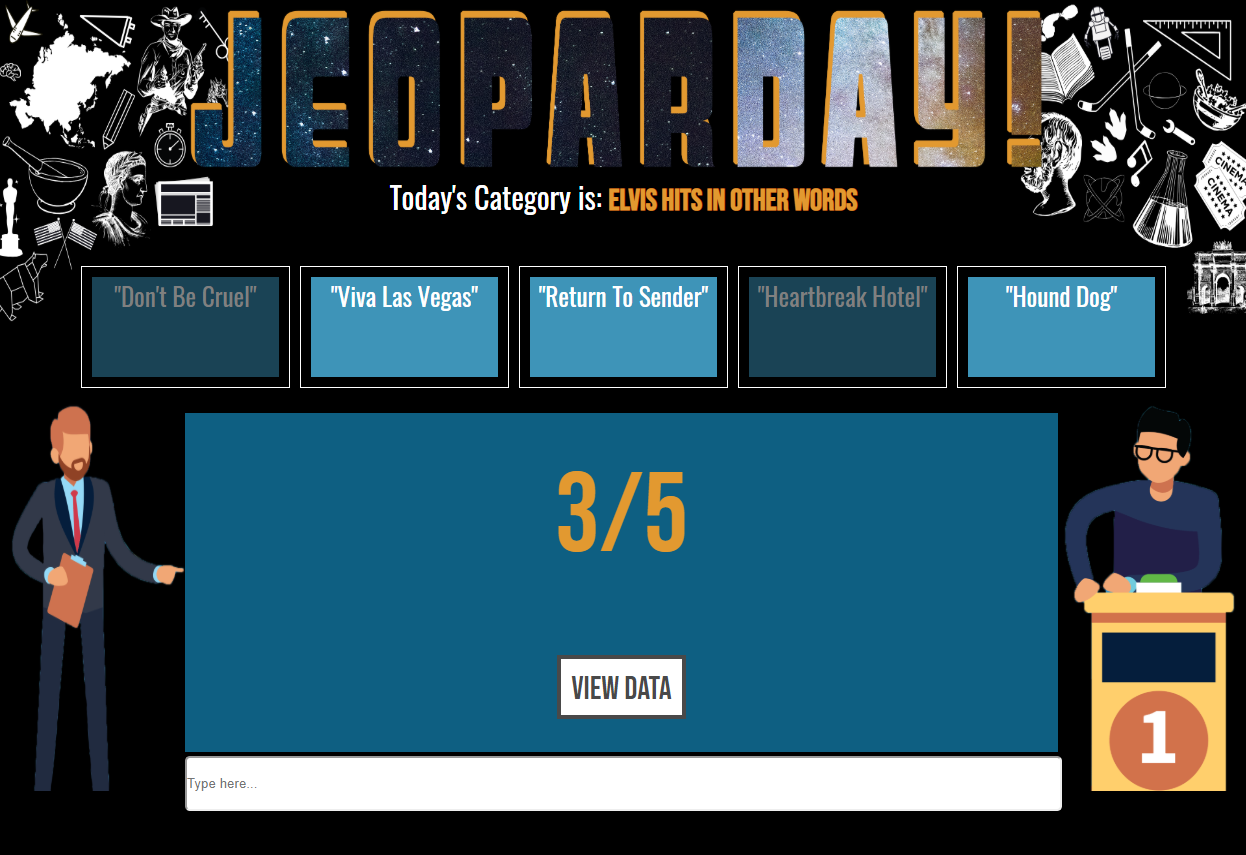 JEOPARDAY!
Today's Category is: ELVIS HITS IN OTHER WORDS
"Don't Be Cruel" "Viva Las Vegas" "Return To Sender" "Heartbreak Hotel" "Hound Dog"
CINEMA
CINEMA
3/5
VIEW DATA
1
Type here...